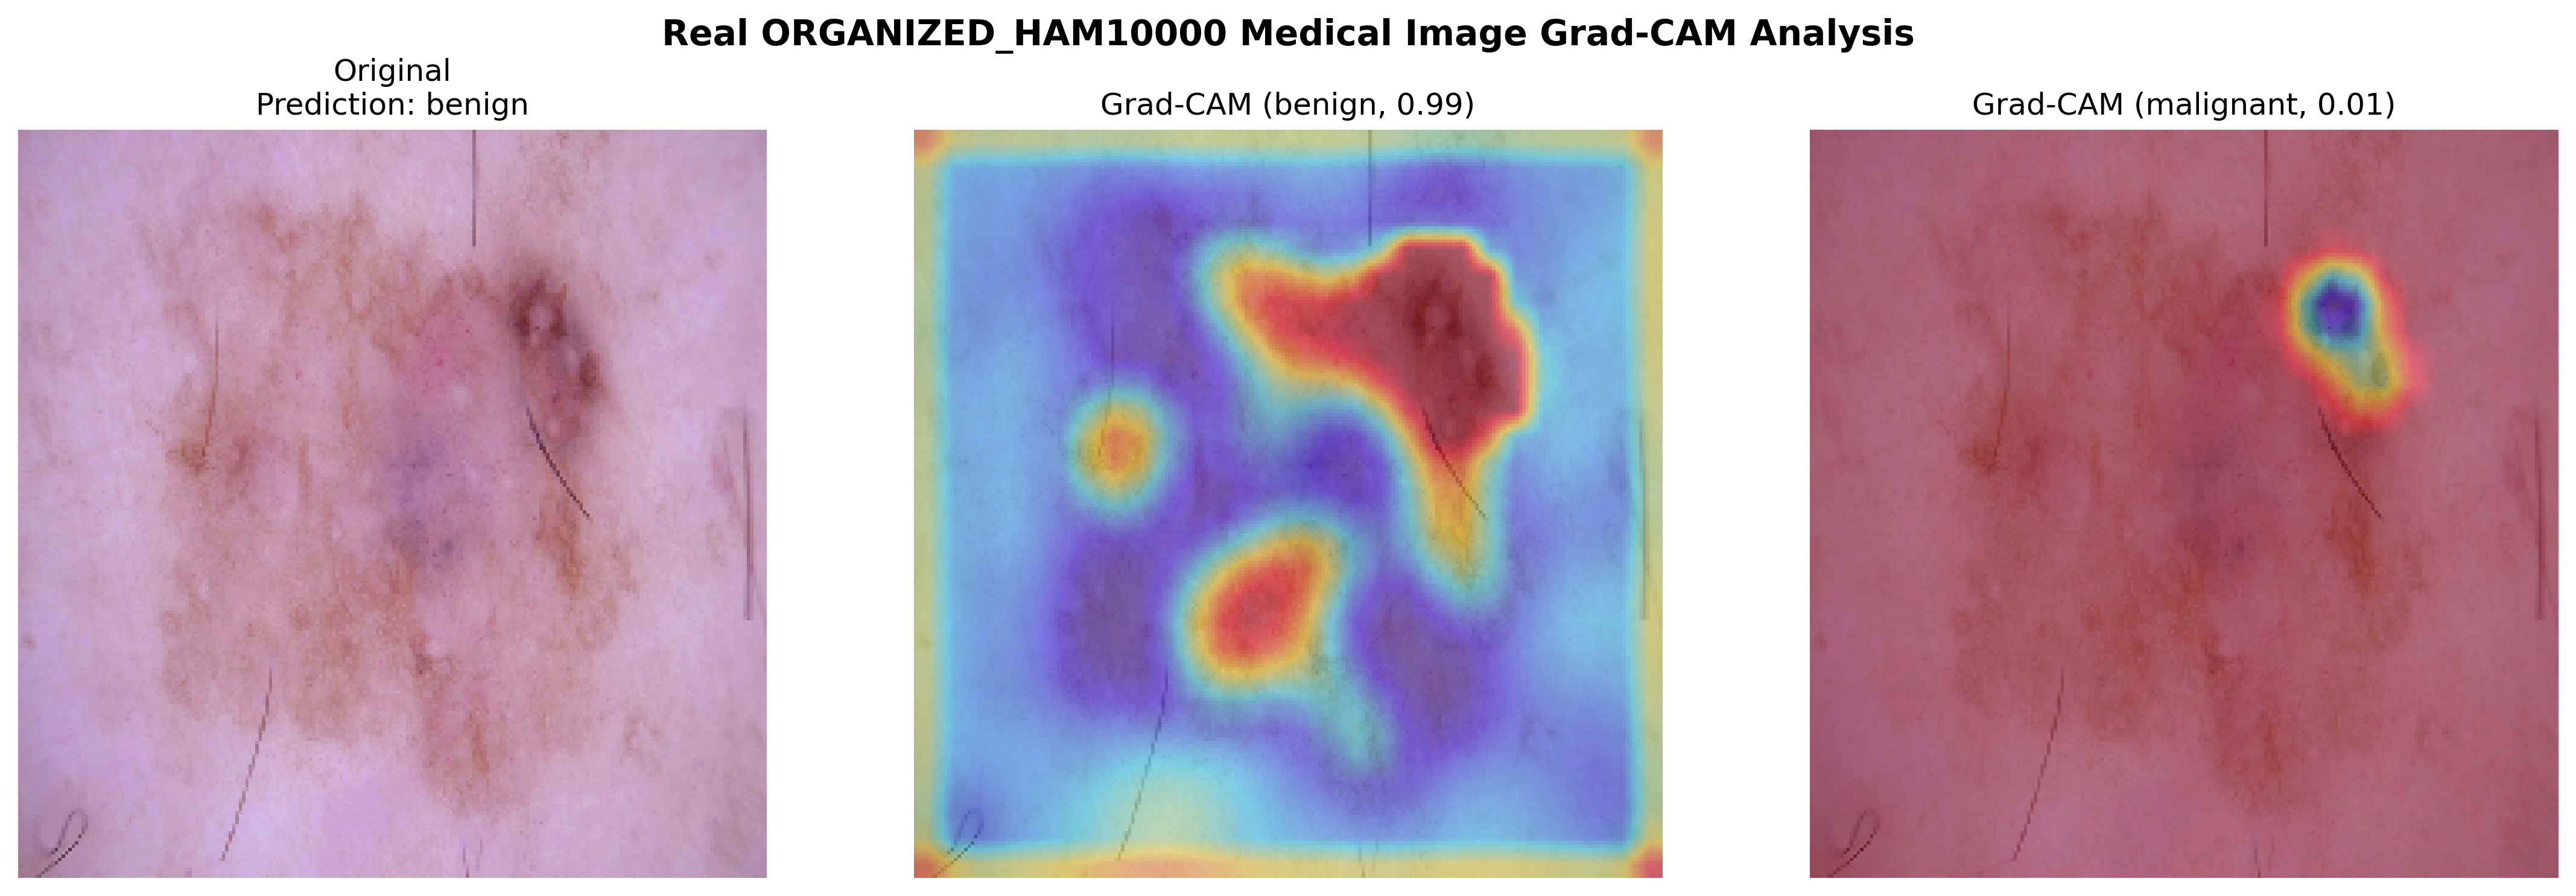 Real ORGANIZED_HAM10000 Medical Image Grad-CAM Analysis
Original
Prediction: benign
Grad-CAM (benign, 0.99)
Grad-CAM (malignant, 0.01)